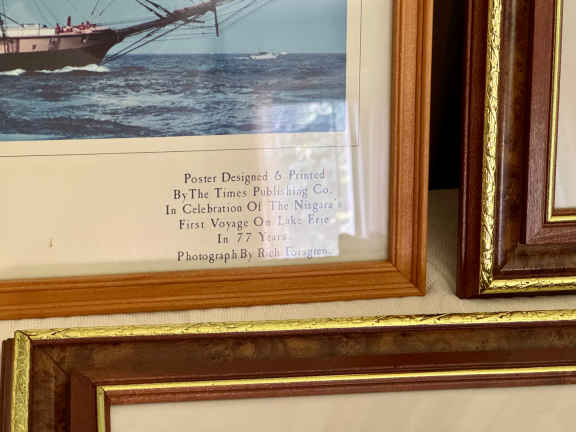 Poster Designed & Printed
By The Times Publishing Co.
In Celebration Of The Niagara's
First Voyage On Lake Erie
In 77 Years.
Photograph By Rich Forsgren.